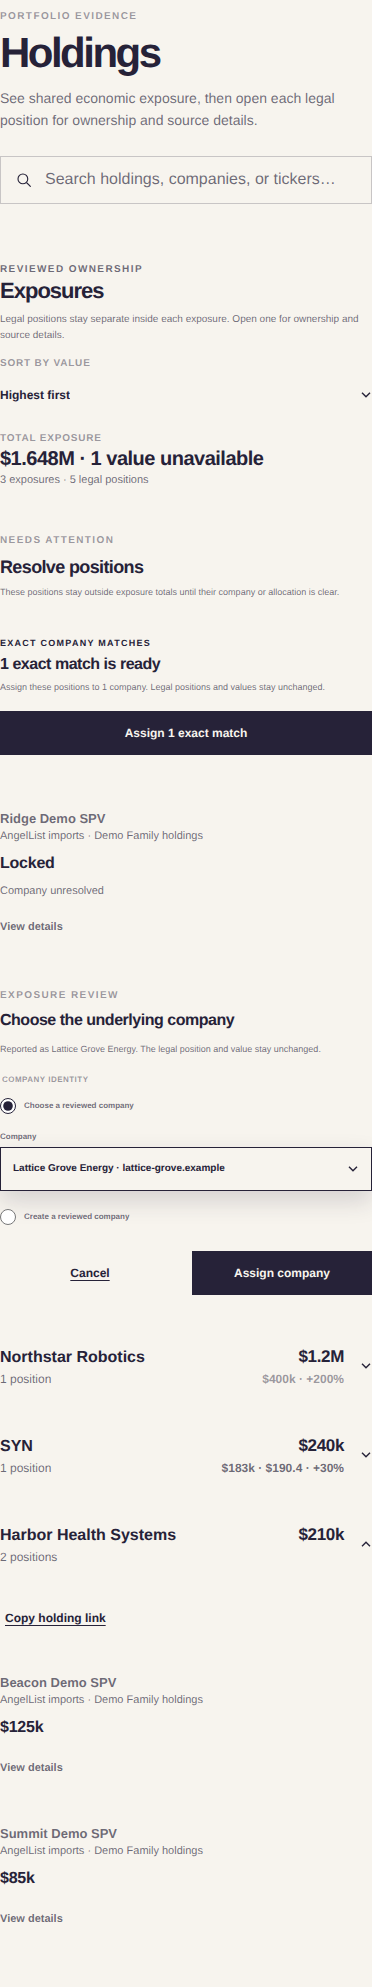 PORTFOLIO EVIDENCE
Holdings
See shared economic exposure, then open each legal
position for ownership and source details.
Search holdings, companies, or tickers…
REVIEWED OWNERSHIP
Exposures
Legal positions stay separate inside each exposure. Open one for ownership and
source details.
SORT BY VALUE
Highest first
TOTAL EXPOSURE
$1.648M · 1 value unavailable
3 exposures · 5 legal positions
NEEDS ATTENTION
Resolve positions
These positions stay outside exposure totals until their company or allocation is clear.
EXACT COMPANY MATCHES
1 exact match is ready
Assign these positions to 1 company. Legal positions and values stay unchanged.
Assign 1 exact match
Ridge Demo SPV
AngelList imports · Demo Family holdings
Locked
Company unresolved
View details
EXPOSURE REVIEW
Choose the underlying company
Reported as Lattice Grove Energy. The legal position and value stay unchanged.
COMPANY IDENTITY
Choose a reviewed company
Company
Lattice Grove Energy · lattice-grove.example
Create a reviewed company
Cancel Assign company
Northstar Robotics $1.2M
1 position $400k · +200%
SYN $240k
1 position $183k · $190.4 · +30%
Harbor Health Systems $210k
2 positions
Copy holding link
Beacon Demo SPV
AngelList imports · Demo Family holdings
$125k
View details
Summit Demo SPV
AngelList imports · Demo Family holdings
$85k
View details